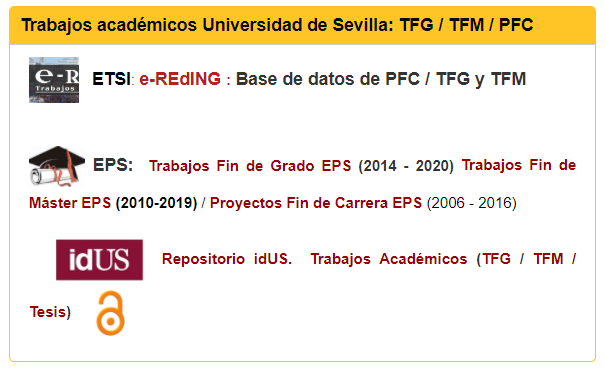 Trabajos académicos Universidad de Sevilla: TFG / TFM / PFC
e-R
Trabajos
ETSI: e-REdING : Base de datos de PFC / TFG y TFM
EPS: Trabajos Fin de Grado EPS (2014 - 2020) Trabajos Fin de
Máster EPS (2010-2019) / Proyectos Fin de Carrera EPS (2006 - 2016)
idUS
Repositorio idUS. Trabajos Académicos (TFG / TFM /
Tesis)